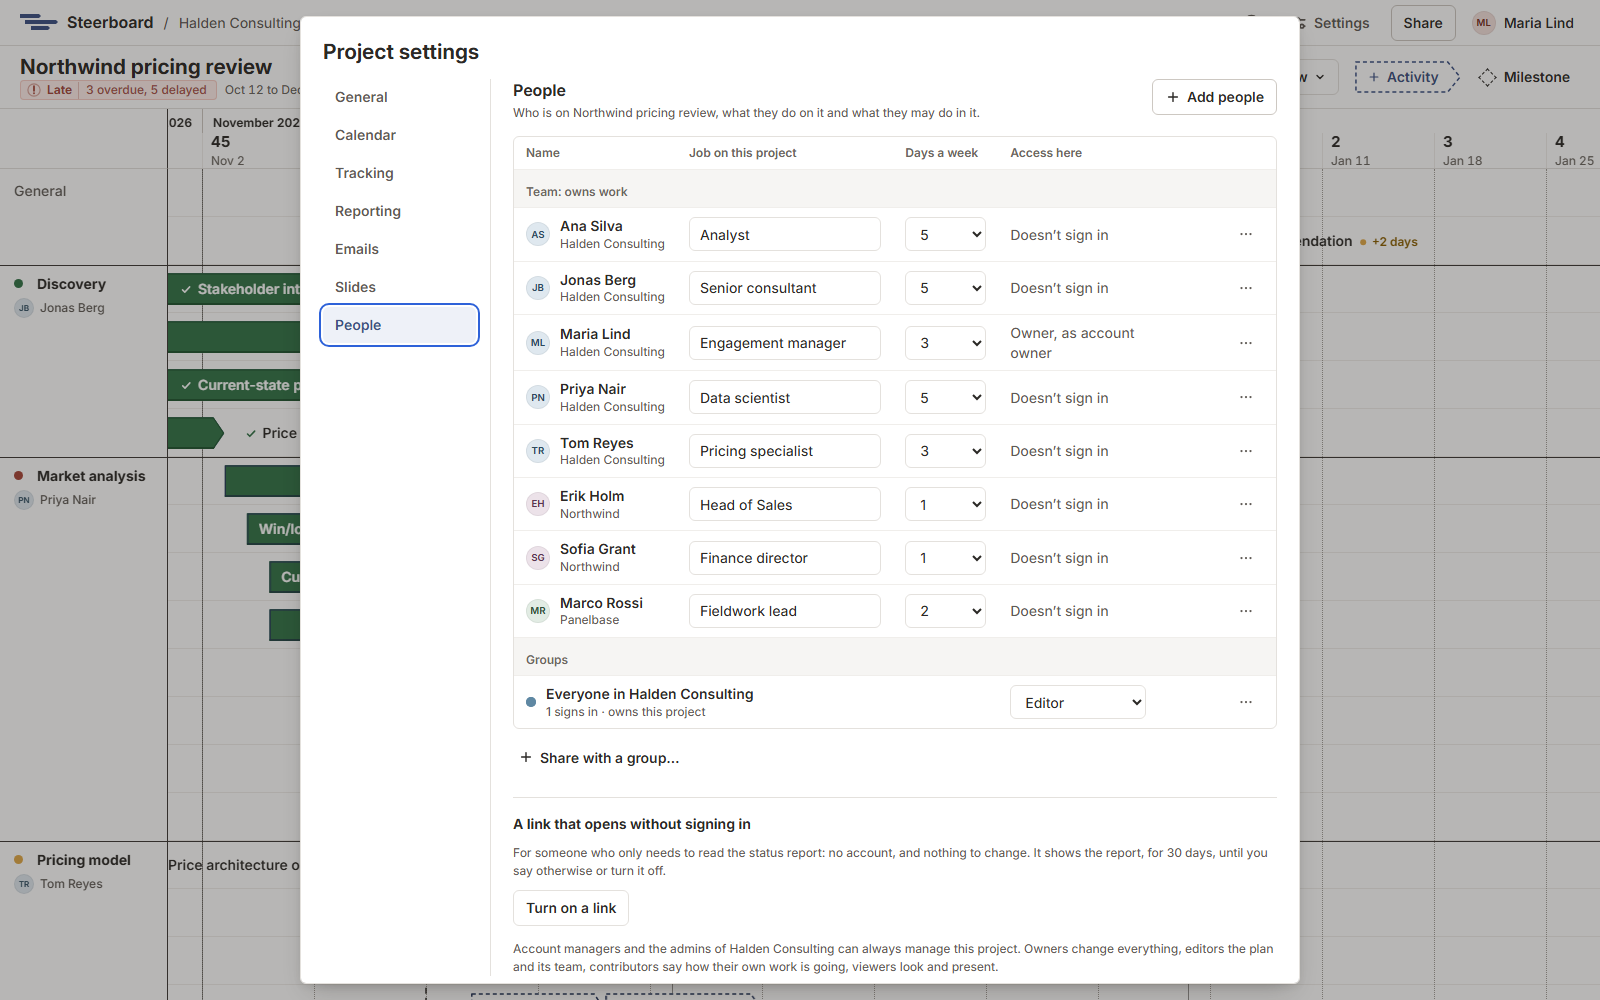 Steerboard / Halden Consulting
Settings
Share
ML Maria Lind
Northwind pricing review
Late 3 overdue, 5 delayed Oct 12 to Dec
+ Activity
Milestone
026 November 202
45
Nov 2
2
Jan 11
3
Jan 18
4
Jan 25
General
ndation +2 days
Discovery
JB Jonas Berg
Stakeholder int
Current-state p
Price
Market analysis
PN Priya Nair
Win/lo
Cu
Pricing model
TR Tom Reyes
Price architecture o
Project settings
General
Calendar
Tracking
Reporting
Emails
Slides
People
People
Who is on Northwind pricing review, what they do on it and what they may do in it.
+ Add people
Name Job on this project Days a week Access here
Team: owns work
AS Ana Silva
Halden Consulting
Analyst 5 Doesn’t sign in ...
JB Jonas Berg
Halden Consulting
Senior consultant 5 Doesn’t sign in ...
ML Maria Lind
Halden Consulting
Engagement manager 3 Owner, as account
owner ...
PN Priya Nair
Halden Consulting
Data scientist 5 Doesn’t sign in ...
TR Tom Reyes
Halden Consulting
Pricing specialist 3 Doesn’t sign in ...
EH Erik Holm
Northwind
Head of Sales 1 Doesn’t sign in ...
SG Sofia Grant
Northwind
Finance director 1 Doesn’t sign in ...
MR Marco Rossi
Panelbase
Fieldwork lead 2 Doesn’t sign in ...
Groups
Everyone in Halden Consulting
1 signs in · owns this project
Editor ...
+ Share with a group...
A link that opens without signing in
For someone who only needs to read the status report: no account, and nothing to change. It shows the report, for 30 days, until you
say otherwise or turn it off.
Turn on a link
Account managers and the admins of Halden Consulting can always manage this project. Owners change everything, editors the plan
and its team, contributors say how their own work is going, viewers look and present.